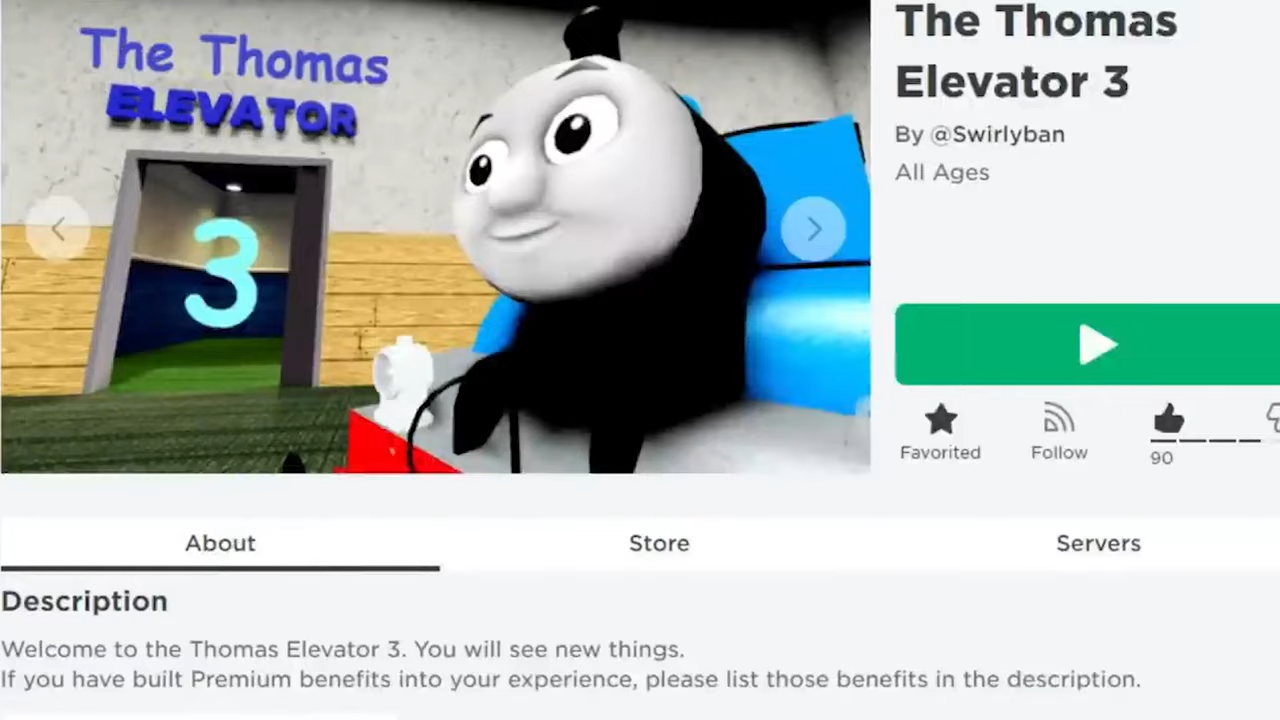 The Thomas
ELEVATOR
3
The Thomas
Elevator 3
By @Swirlyban
All Ages
Favorited
Follow
90
About
Store
Servers
Description
Welcome to the Thomas Elevator 3. You will see new things.
If you have built Premium benefits into your experience, please list those benefits in the description.